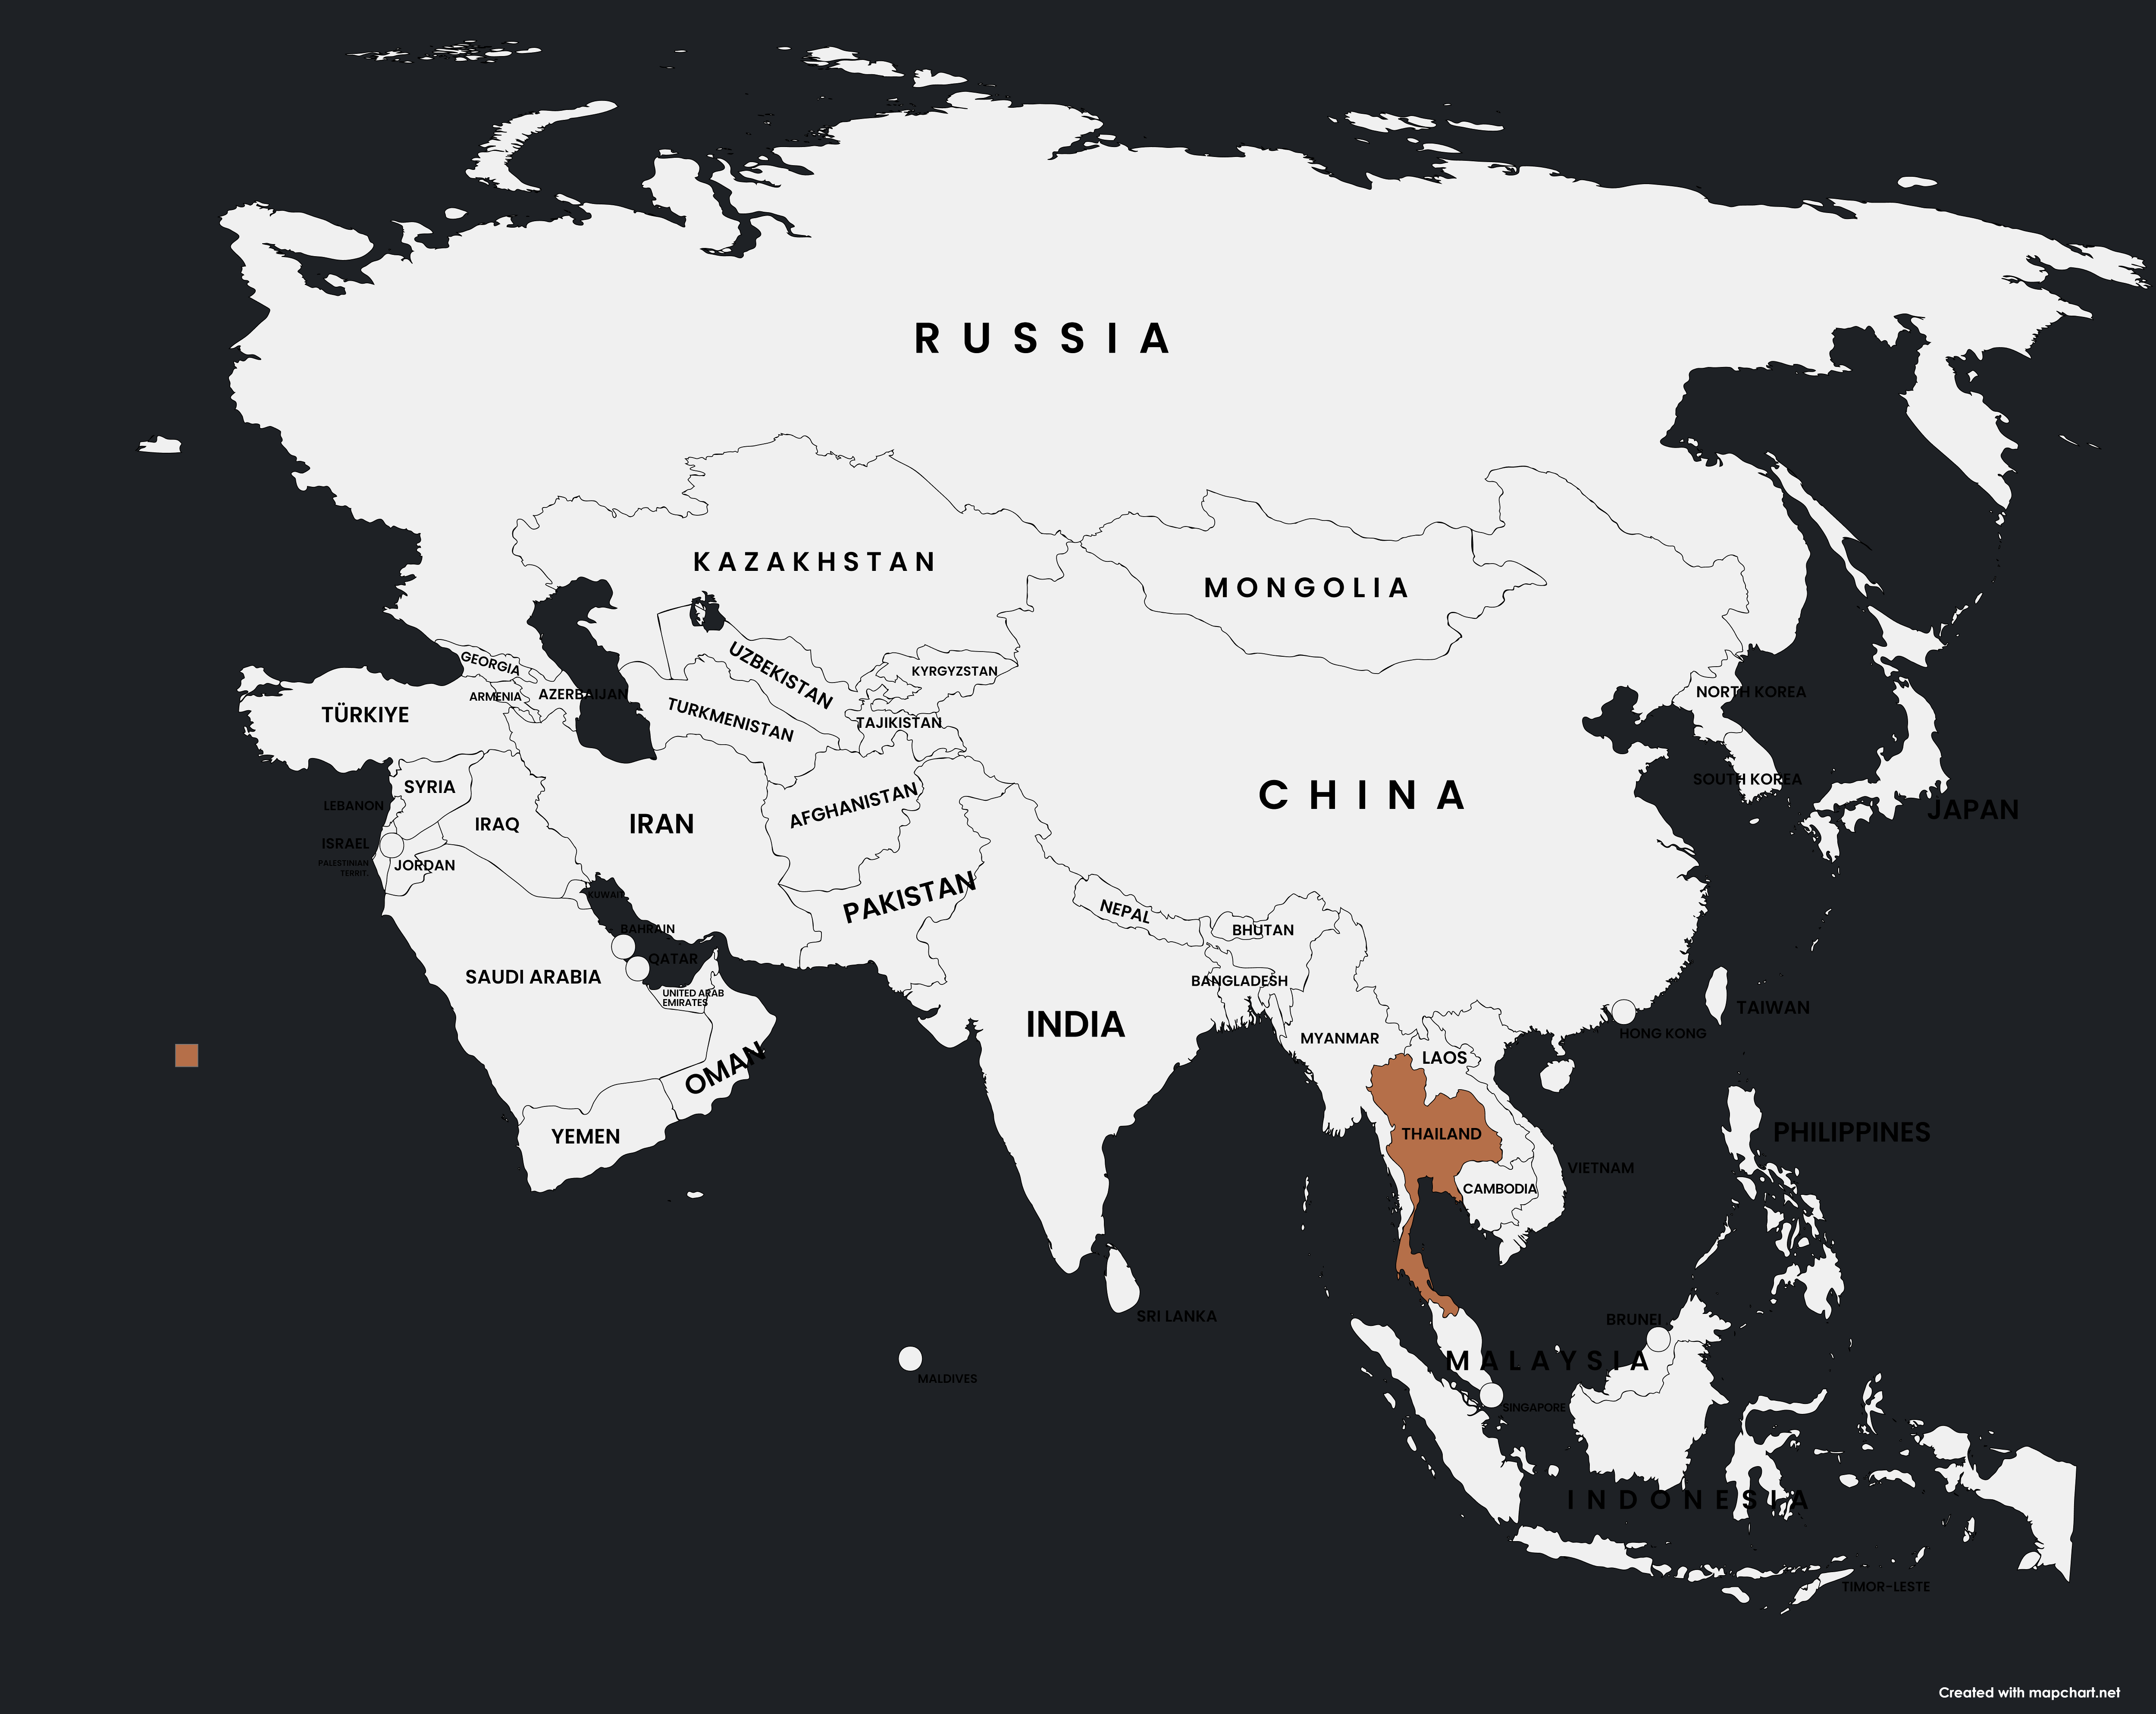 RUSSIA
KAZAKHSTAN
MONGOLIA
GEORGIA
UZBEKISTAN
KYRGYZSTAN
ARMENIA
AZERBAIJAN
NORTH KOREA
TÜRKIYE
TURKMENISTAN
TAJIKISTAN
SYRIA
SOUTH KOREA
LEBANON
AFGHANISTAN
CHINA
JAPAN
IRAQ
IRAN
ISRAEL
PALESTINIAN
TERRIT.
JORDAN
KUWAIT
PAKISTAN
NEPAL
BHUTAN
BAHRAIN
QATAR
SAUDI ARABIA
BANGLADESH
UNITED ARAB
EMIRATES
INDIA
TAIWAN
HONG KONG
MYANMAR
LAOS
OMAN
YEMEN
THAILAND
PHILIPPINES
VIETNAM
CAMBODIA
SRI LANKA
BRUNEI
MALAYSIA
MALDIVES
SINGAPORE
INDONESIA
TIMOR-LESTE
Created with mapchart.net